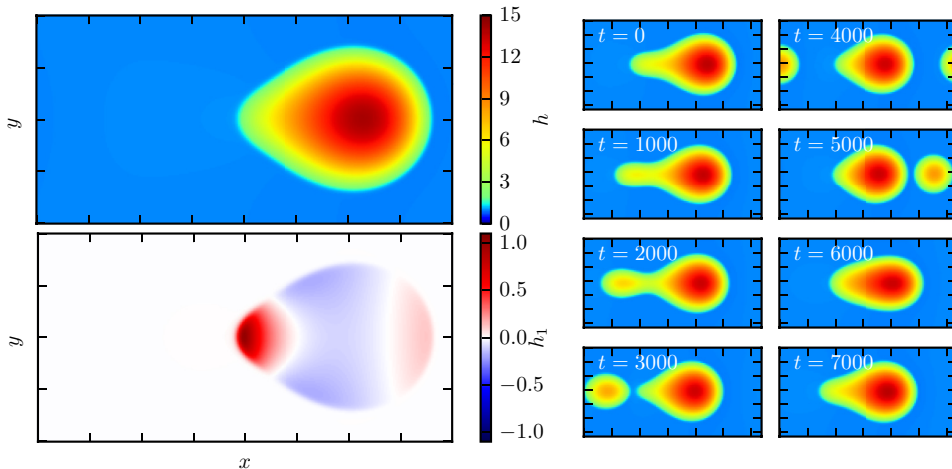 y
15
12
9
6
3
0
h
y
1.0
0.5
0.0
−0.5
−1.0
h₁
x
t = 0
t = 4000
t = 1000
t = 5000
t = 2000
t = 6000
t = 3000
t = 7000